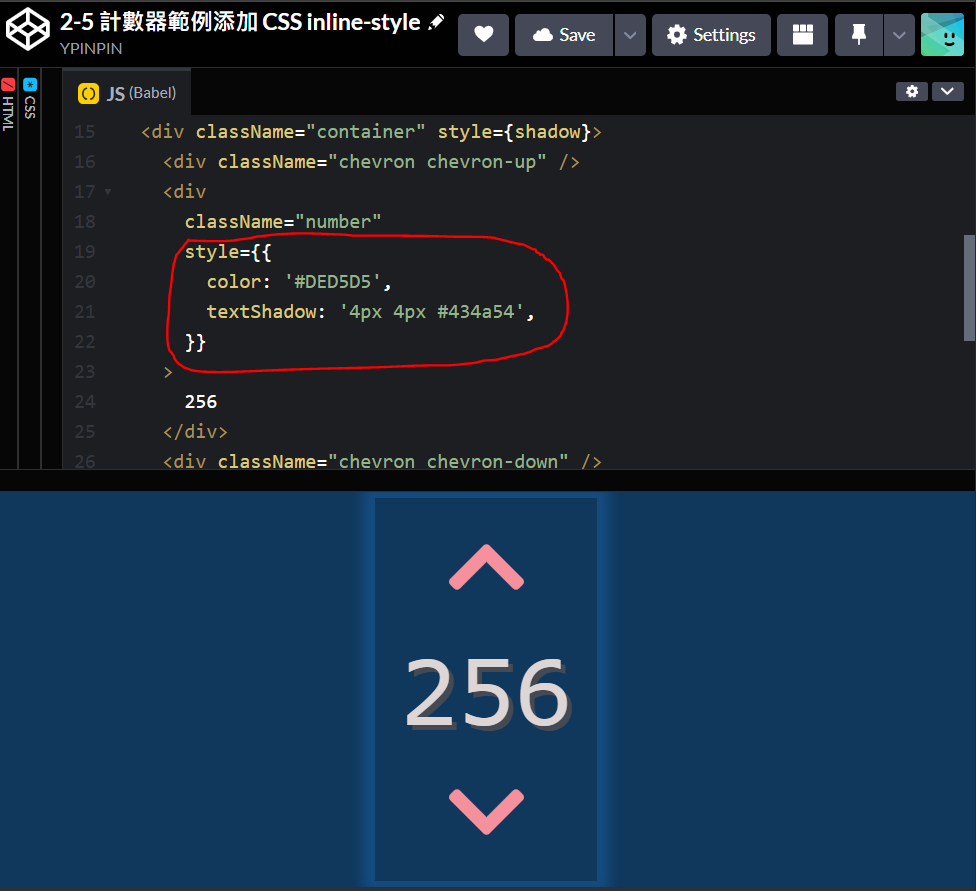 2-5 計數器範例添加 CSS inline-style
YPINPIN
Save
Settings
HTML
CSS
JS (Babel)
15 <div className="container" style={shadow}>
16 <div className="chevron chevron-up" />
17 <div
18 className="number"
19 style={{
20 color: '#DED5D5',
21 textShadow: '4px 4px #434a54',
22 }}
23 >
24 256
25 </div>
26 <div className="chevron chevron-down" />
256